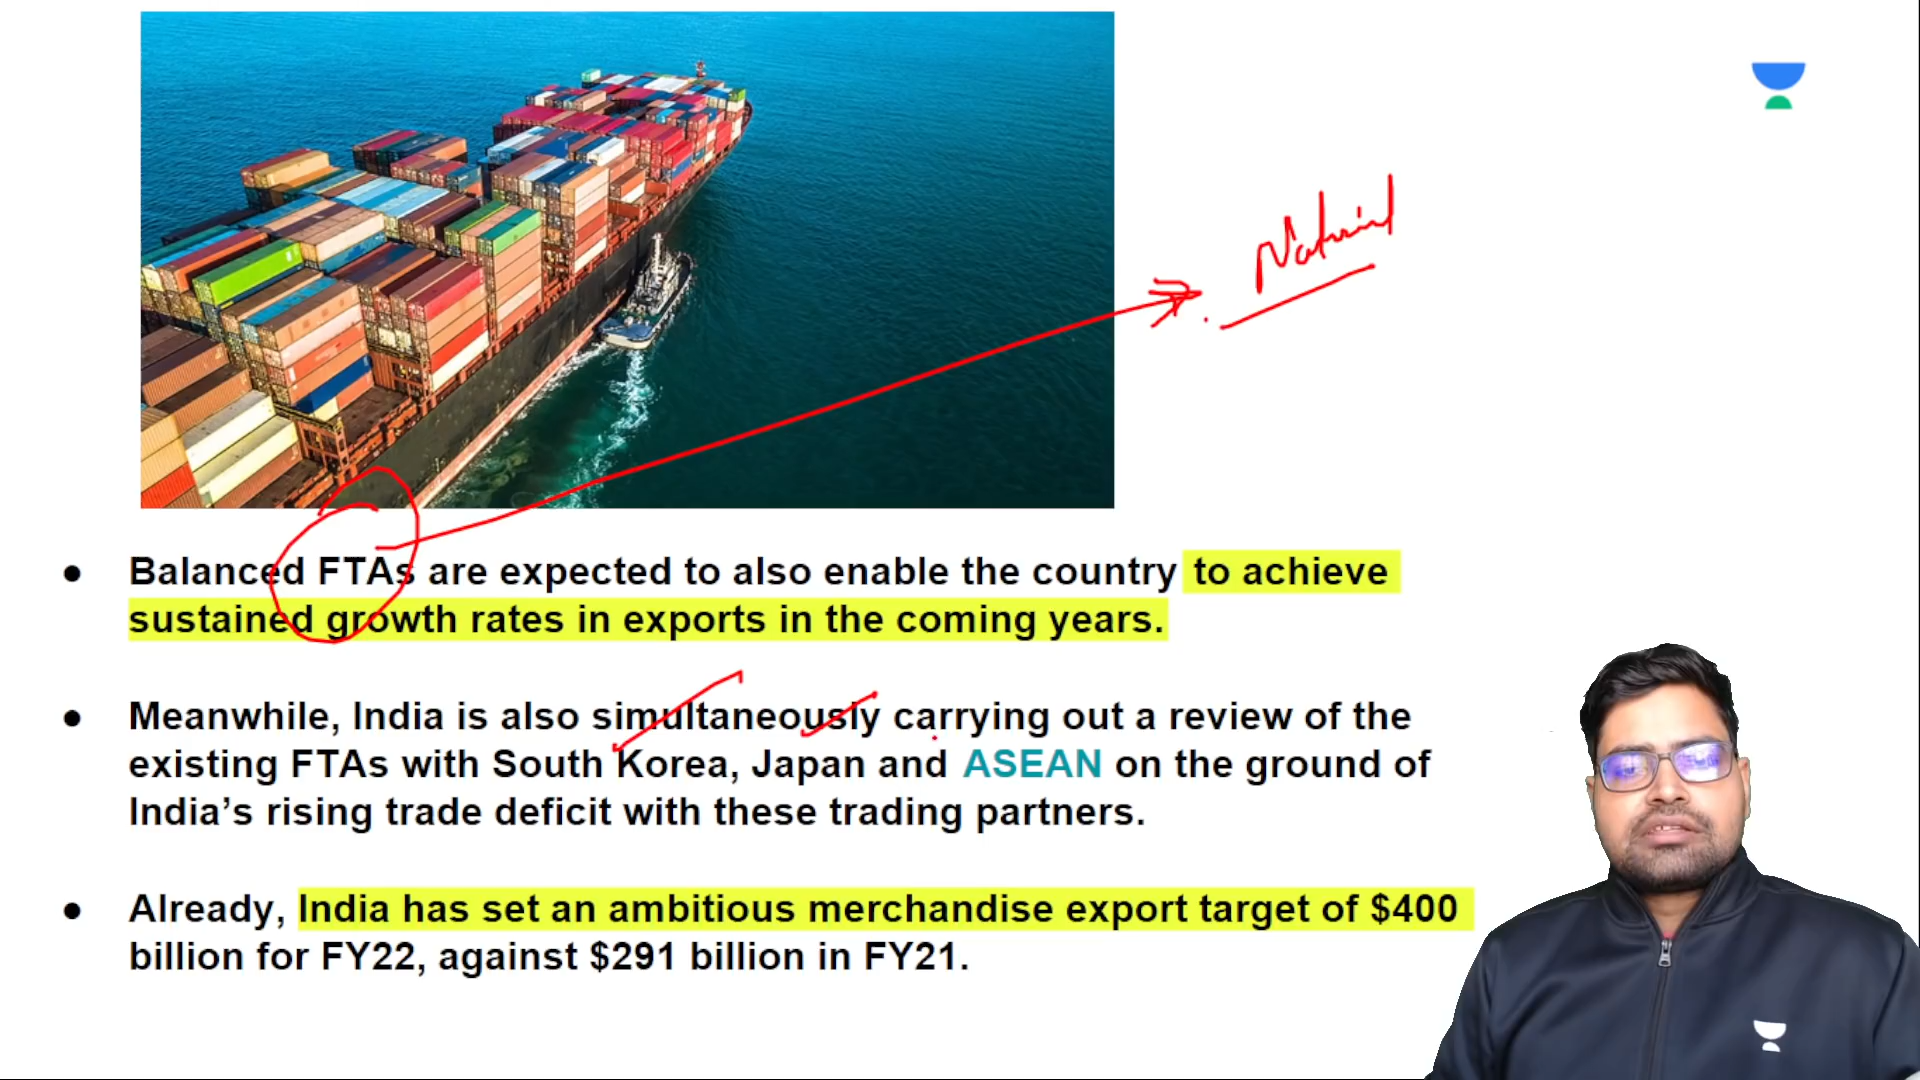 ● Balanced FTAs are expected to also enable the country to achieve
sustained growth rates in exports in the coming years.
● Meanwhile, India is also simultaneously carrying out a review of the
existing FTAs with South Korea, Japan and ASEAN on the ground of
India’s rising trade deficit with these trading partners.
● Already, India has set an ambitious merchandise export target of $400
billion for FY22, against $291 billion in FY21.